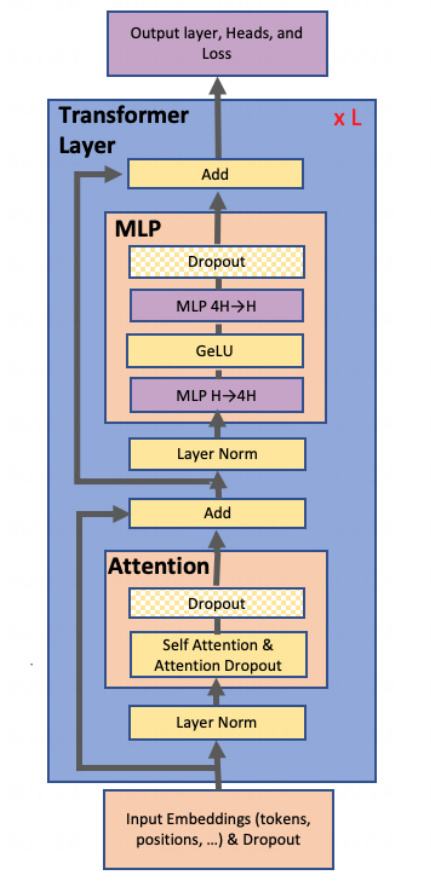 Output layer, Heads, and
Loss
Transformer
Layer
x L
Add
MLP
Dropout
MLP 4H→H
GeLU
MLP H→4H
Layer Norm
Add
Attention
Dropout
Self Attention &
Attention Dropout
Layer Norm
Input Embeddings (tokens,
positions, ...) & Dropout